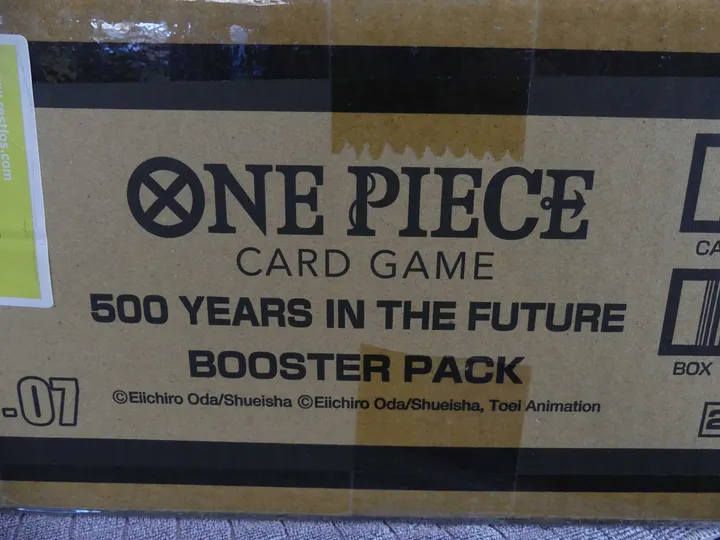 ONE PIECE
CARD GAME
500 YEARS IN THE FUTURE
BOOSTER PACK
-07
©Eiichiro Oda/Shueisha ©Eiichiro Oda/Shueisha, Toei Animation
CA
BOX
2